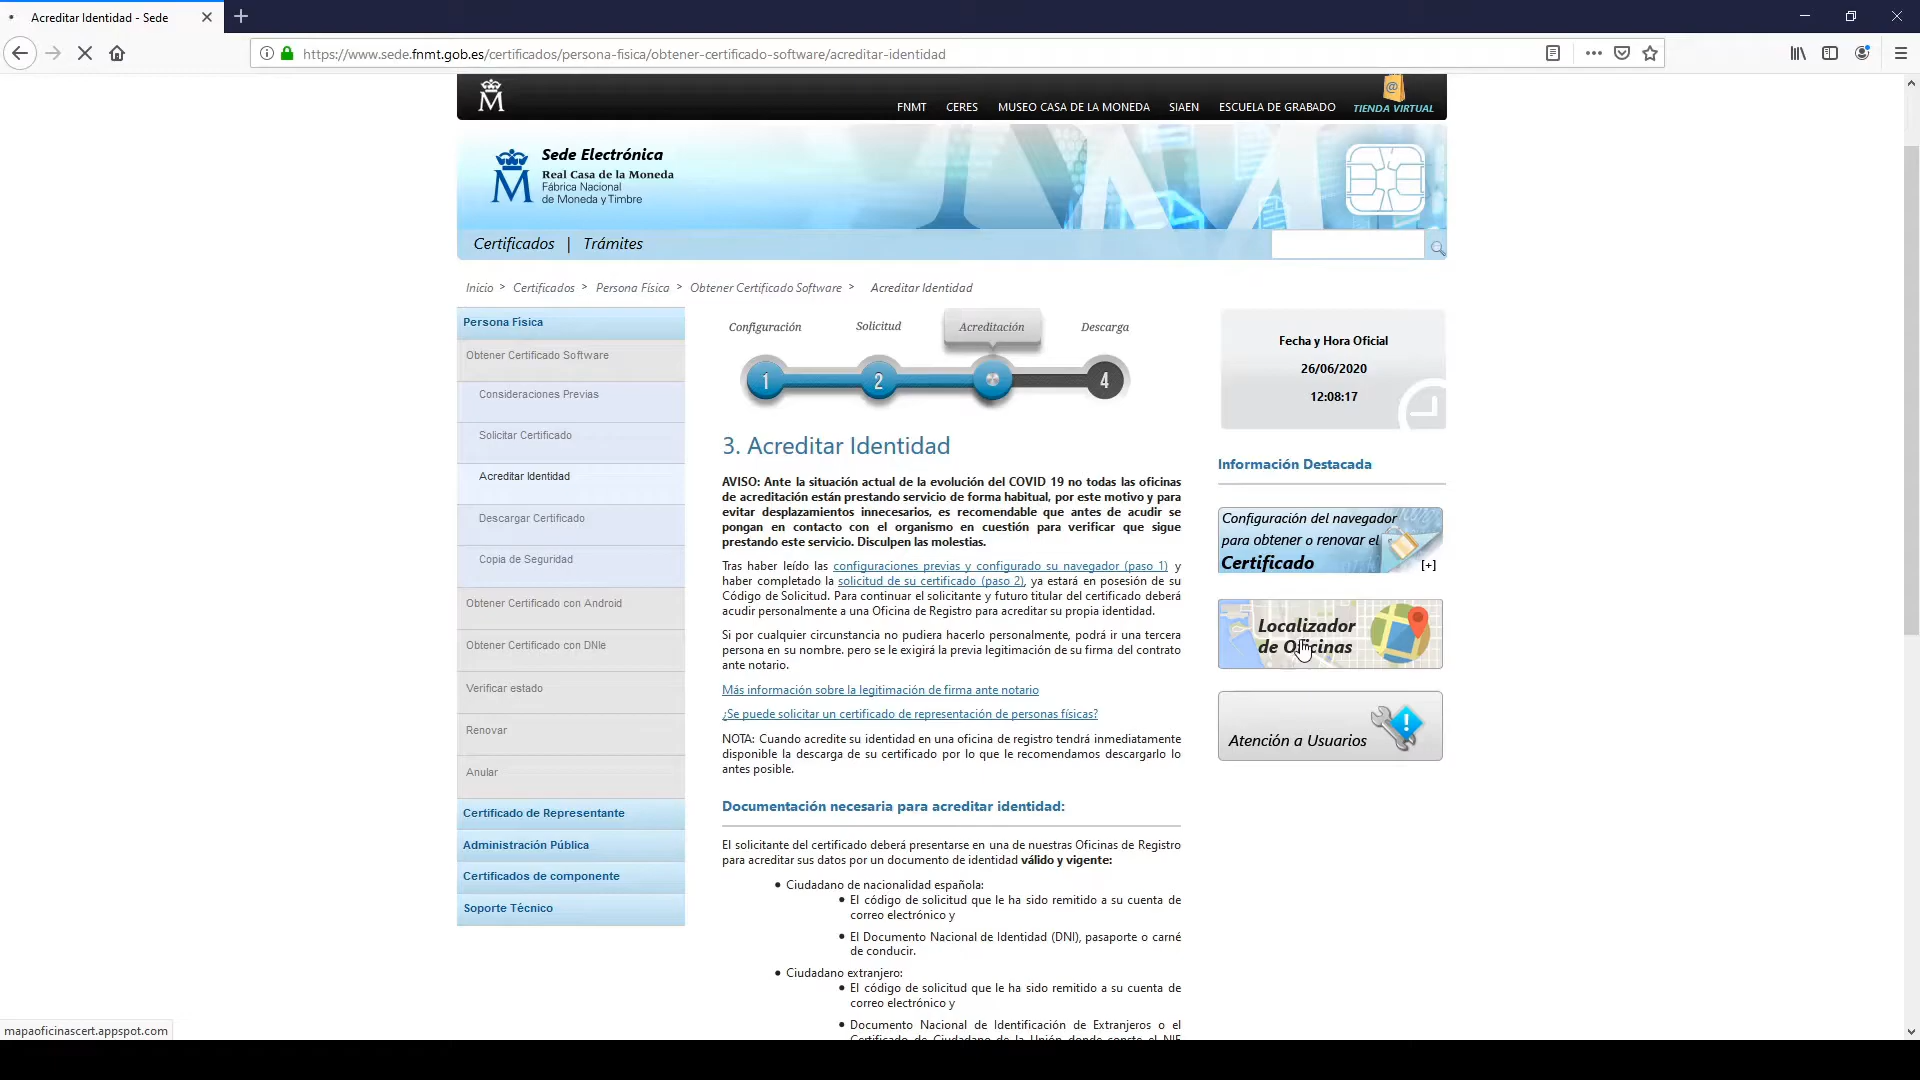 Acreditar Identidad - Sede
https://www.sede.fnmt.gob.es/certificados/persona-fisica/obtener-certificado-software/acreditar-identidad
FNMT CERES MUSEO CASA DE LA MONEDA SIAEN ESCUELA DE GRABADO TIENDA VIRTUAL
Sede Electrónica
Real Casa de la Moneda
Fábrica Nacional
de Moneda y Timbre
Certificados | Trámites
Inicio > Certificados > Persona Física > Obtener Certificado Software > Acreditar Identidad
Persona Física
Obtener Certificado Software
Consideraciones Previas
Solicitar Certificado
Acreditar Identidad
Descargar Certificado
Copia de Seguridad
Obtener Certificado con Android
Obtener Certificado con DNIe
Verificar estado
Renovar
Anular
Certificado de Representante
Administración Pública
Certificados de componente
Soporte Técnico
Configuración Solicitud Acreditación Descarga
1 2 4
3. Acreditar Identidad
AVISO: Ante la situación actual de la evolución del COVID 19 no todas las oficinas
de acreditación están prestando servicio de forma habitual, por este motivo y para
evitar desplazamientos innecesarios, es recomendable que antes de acudir se
pongan en contacto con el organismo en cuestión para verificar que sigue
prestando este servicio. Disculpen las molestias.
Tras haber leído las configuraciones previas y configurado su navegador (paso 1) y
haber completado la solicitud de su certificado (paso 2), ya estará en posesión de su
Código de Solicitud. Para continuar el solicitante y futuro titular del certificado deberá
acudir personalmente a una Oficina de Registro para acreditar su propia identidad.
Si por cualquier circunstancia no pudiera hacerlo personalmente, podrá ir una tercera
persona en su nombre. pero se le exigirá la previa legitimación de su firma del contrato
ante notario.
Más información sobre la legitimación de firma ante notario
¿Se puede solicitar un certificado de representación de personas físicas?
NOTA: Cuando acredite su identidad en una oficina de registro tendrá inmediatamente
disponible la descarga de su certificado por lo que le recomendamos descargarlo lo
antes posible.
Documentación necesaria para acreditar identidad:
El solicitante del certificado deberá presentarse en una de nuestras Oficinas de Registro
para acreditar sus datos por un documento de identidad válido y vigente:
• Ciudadano de nacionalidad española:
• El código de solicitud que le ha sido remitido a su cuenta de
correo electrónico y
• El Documento Nacional de Identidad (DNI), pasaporte o carné
de conducir.
• Ciudadano extranjero:
• El código de solicitud que le ha sido remitido a su cuenta de
correo electrónico y
• Documento Nacional de Identificación de Extranjeros o el
Certificado de Ciudadano de la Unión donde conste el NIE
Fecha y Hora Oficial
26/06/2020
12:08:17
Información Destacada
Configuración del navegador
para obtener o renovar el
Certificado [+]
Localizador
de Oficinas
Atención a Usuarios
mapaoficinascert.appspot.com